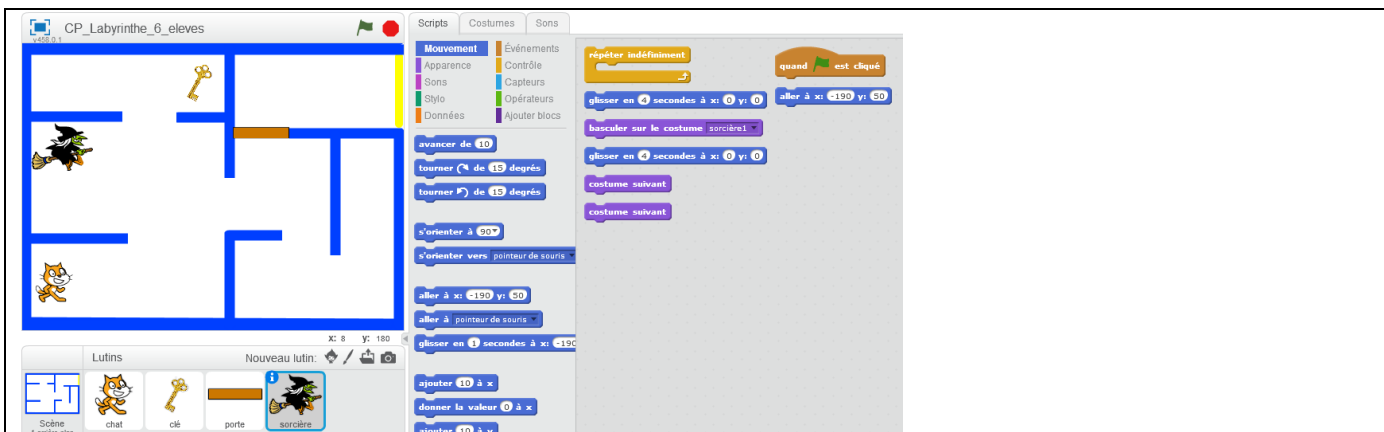 CP_Labyrinthe_6_eleves
v458.0.1
Scripts Costumes Sons
Mouvement Événements
Apparence Contrôle
Sons Capteurs
Stylo Opérateurs
Données Ajouter blocs
avancer de 10
tourner de 15 degrés
tourner de 15 degrés
s'orienter à 90
s'orienter vers pointeur de souris
aller à x: -190 y: 50
aller à pointeur de souris
glisser en 1 secondes à x: -190
ajouter 10 à x
donner la valeur 0 à x
ajouter 10 à y
répéter indéfiniment
glisser en 4 secondes à x: 0 y: 0
basculer sur le costume sorcière1
glisser en 4 secondes à x: 0 y: 0
costume suivant
costume suivant
quand est cliqué
aller à x: -190 y: 50
x: 8 y: 180
Lutins Nouveau lutin:
Scène
chat
clé
porte
sorcière